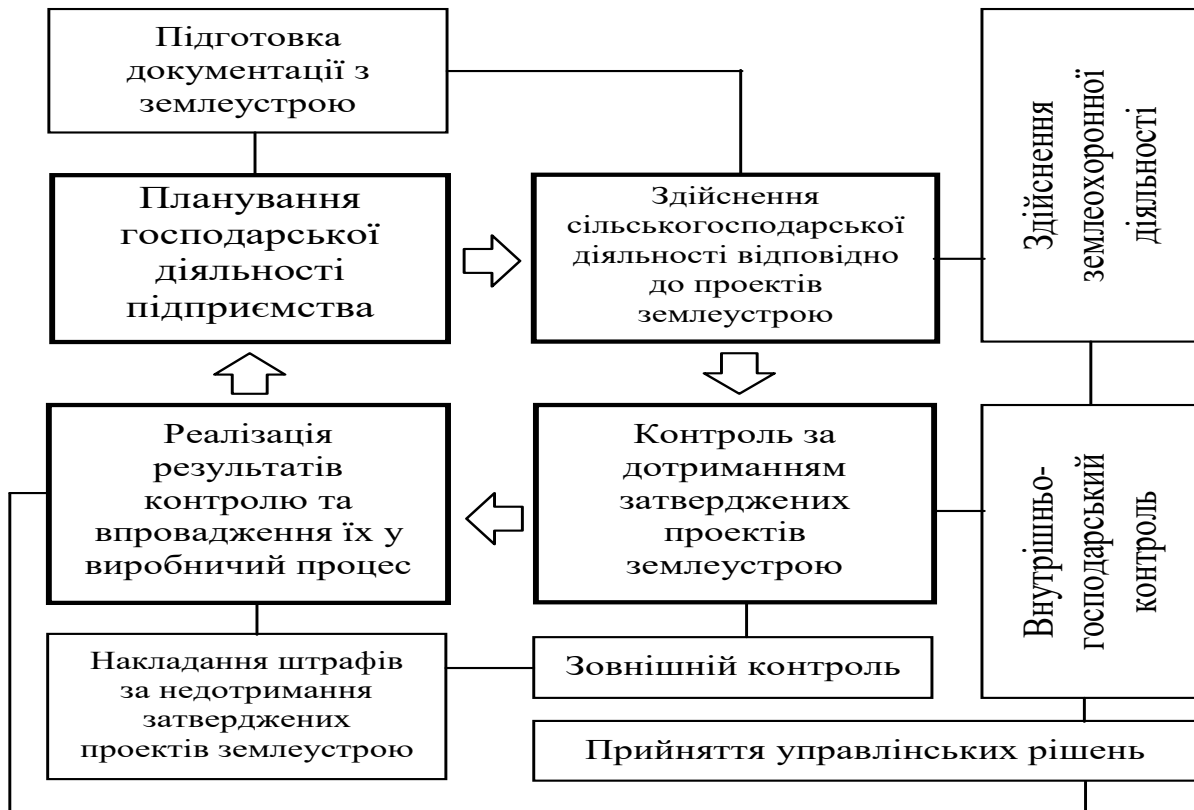 Підготовка
документації з
землеустрою
Здійснення
землеохоронної
діяльності
Планування
господарської
діяльності
підприємства
Здійснення
сільськогосподарської
діяльності відповідно
до проектів
землеустрою
Реалізація
результатів
контролю та
впровадження їх у
виробничий процес
Контроль за
дотриманням
затверджених
проектів
землеустрою
Внутрішньо-
господарський
контроль
Накладання штрафів
за недотримання
затверджених
проектів землеустрою
Зовнішній контроль
Прийняття управлінських рішень